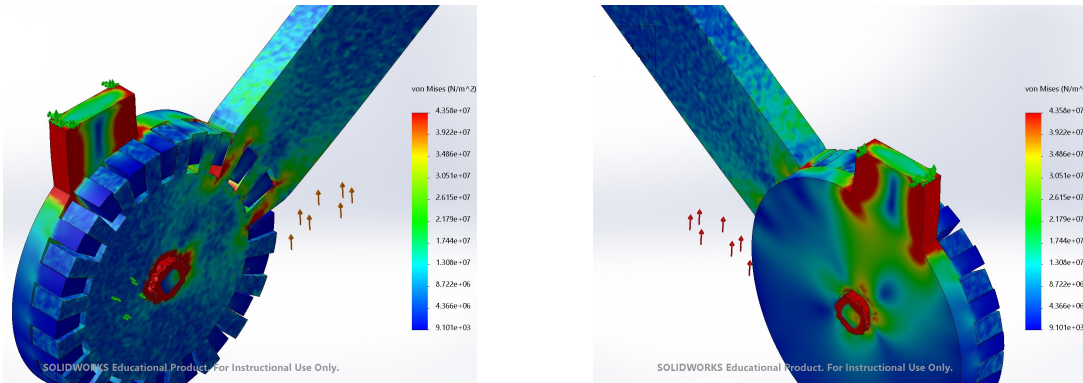 von Mises (N/m^2)
4.358e+07
3.922e+07
3.486e+07
3.051e+07
2.615e+07
2.179e+07
1.744e+07
1.308e+07
8.722e+06
4.366e+06
9.101e+03
SOLIDWORKS Educational Product. For Instructional Use Only.
von Mises (N/m^
4.358e+07
3.922e+07
3.486e+07
3.051e+07
2.615e+07
2.179e+07
1.744e+07
1.308e+07
8.722e+06
4.366e+06
9.101e+03
SOLIDWORKS Educational Product. For Instructional Use Only.